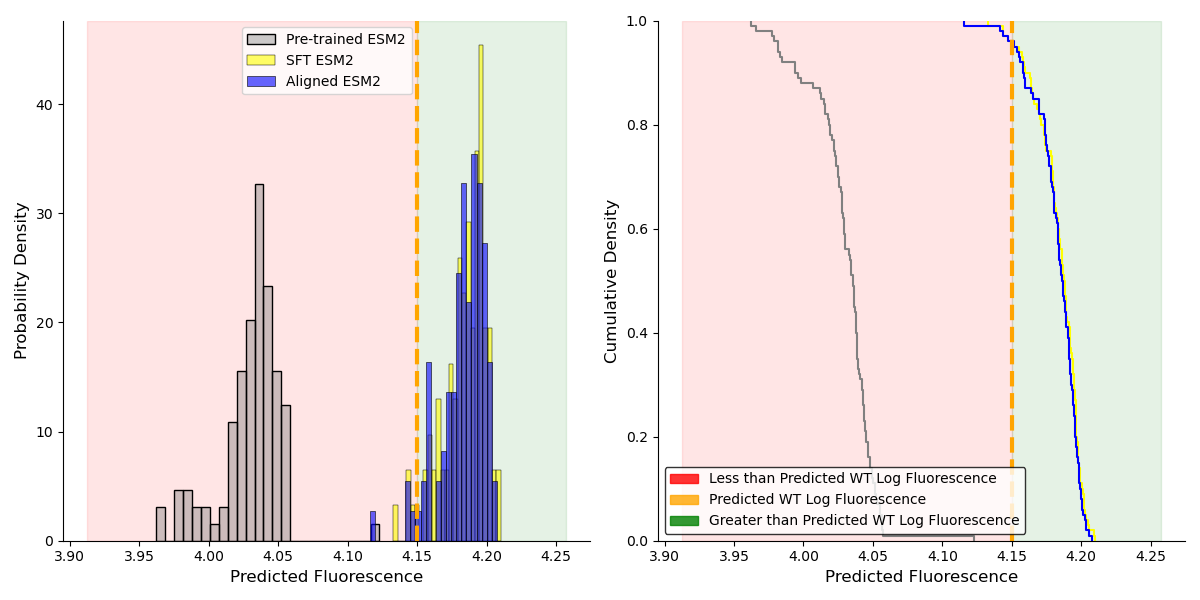 Pre-trained ESM2
SFT ESM2
Aligned ESM2
Probability Density
40
30
20
10
0
3.90 3.95 4.00 4.05 4.10 4.15 4.20 4.25
Predicted Fluorescence
Cumulative Density
1.0
0.8
0.6
0.4
0.2
0.0
Less than Predicted WT Log Fluorescence
Predicted WT Log Fluorescence
Greater than Predicted WT Log Fluorescence
3.90 3.95 4.00 4.05 4.10 4.15 4.20 4.25
Predicted Fluorescence